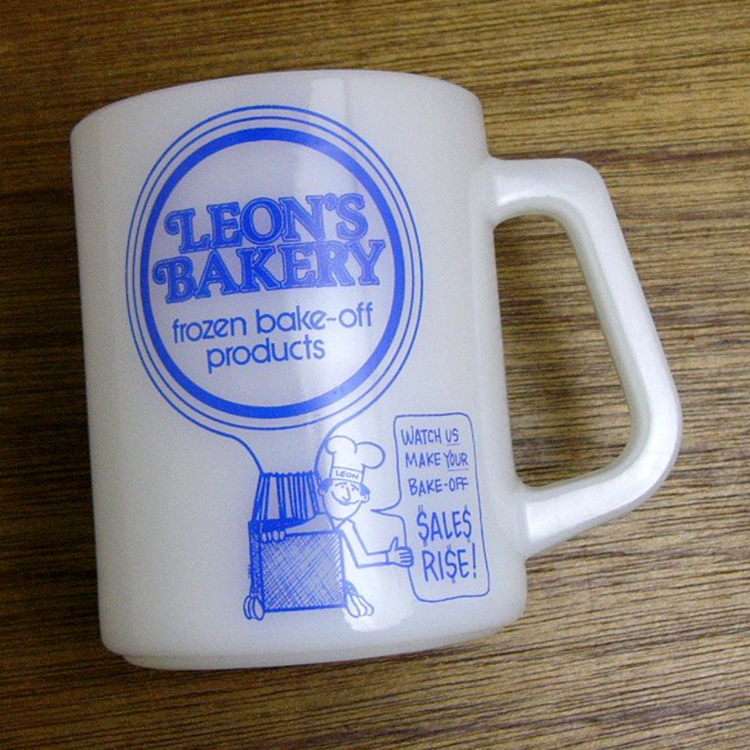 LEON'S
BAKERY
frozen bake-off
products
LEON
WATCH US
MAKE YOUR
BAKE-OFF
$ALE$
RI$E!